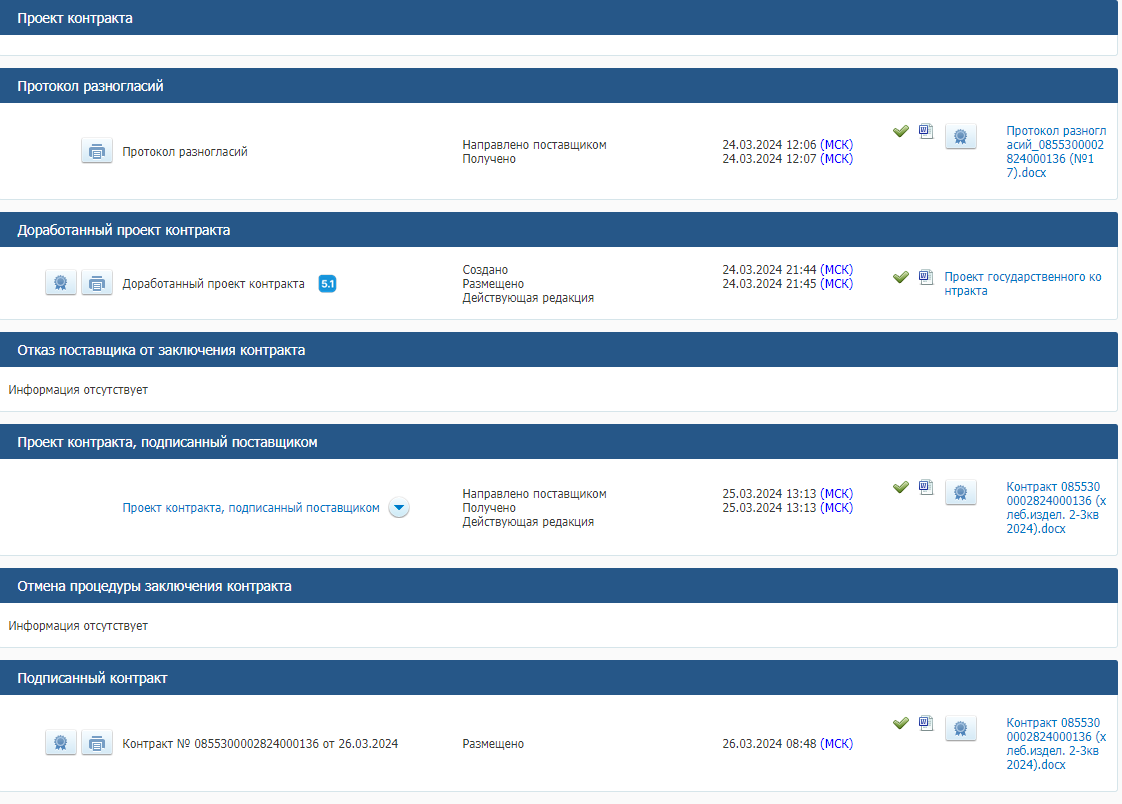 Проект контракта
Протокол разногласий
Протокол разногласий
Направлено поставщиком
Получено
24.03.2024 12:06 (МСК)
24.03.2024 12:07 (МСК)
Протокол разногл
асий_0855300002
824000136 (№1
7).docx
Доработанный проект контракта
Доработанный проект контракта 5.1
Создано
Размещено
Действующая редакция
24.03.2024 21:44 (МСК)
24.03.2024 21:45 (МСК)
Проект государственного ко
нтракта
Отказ поставщика от заключения контракта
Информация отсутствует
Проект контракта, подписанный поставщиком
Проект контракта, подписанный поставщиком
Направлено поставщиком
Получено
Действующая редакция
25.03.2024 13:13 (МСК)
25.03.2024 13:13 (МСК)
Контракт 085530
0002824000136 (х
леб.издел. 2-3кв
2024).docx
Отмена процедуры заключения контракта
Информация отсутствует
Подписанный контракт
Контракт № 0855300002824000136 от 26.03.2024
Размещено
26.03.2024 08:48 (МСК)
Контракт 085530
0002824000136 (х
леб.издел. 2-3кв
2024).docx